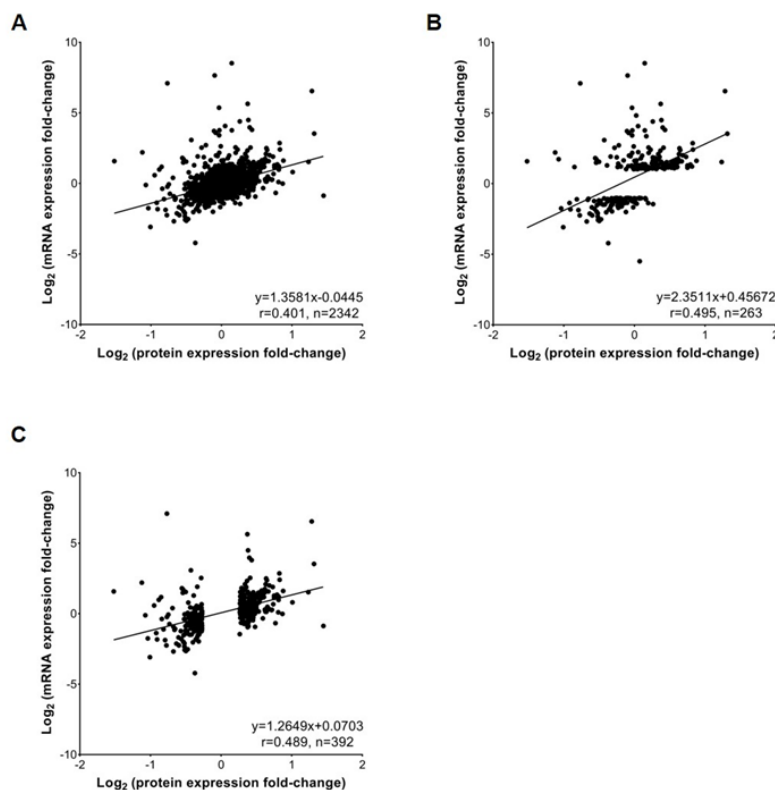 A
10
5
0
-5
-10
-2
-1
0
1
2
Log2 (mRNA expression fold-change)
Log2 (protein expression fold-change)
y=1.3581x-0.0445
r=0.401, n=2342
B
10
5
0
-5
-10
-2
-1
0
1
2
Log2 (mRNA expression fold-change)
Log2 (protein expression fold-change)
y=2.3511x+0.45672
r=0.495, n=263
C
10
5
0
-5
-10
-2
-1
0
1
2
Log2 (mRNA expression fold-change)
Log2 (protein expression fold-change)
y=1.2649x+0.0703
r=0.489, n=392